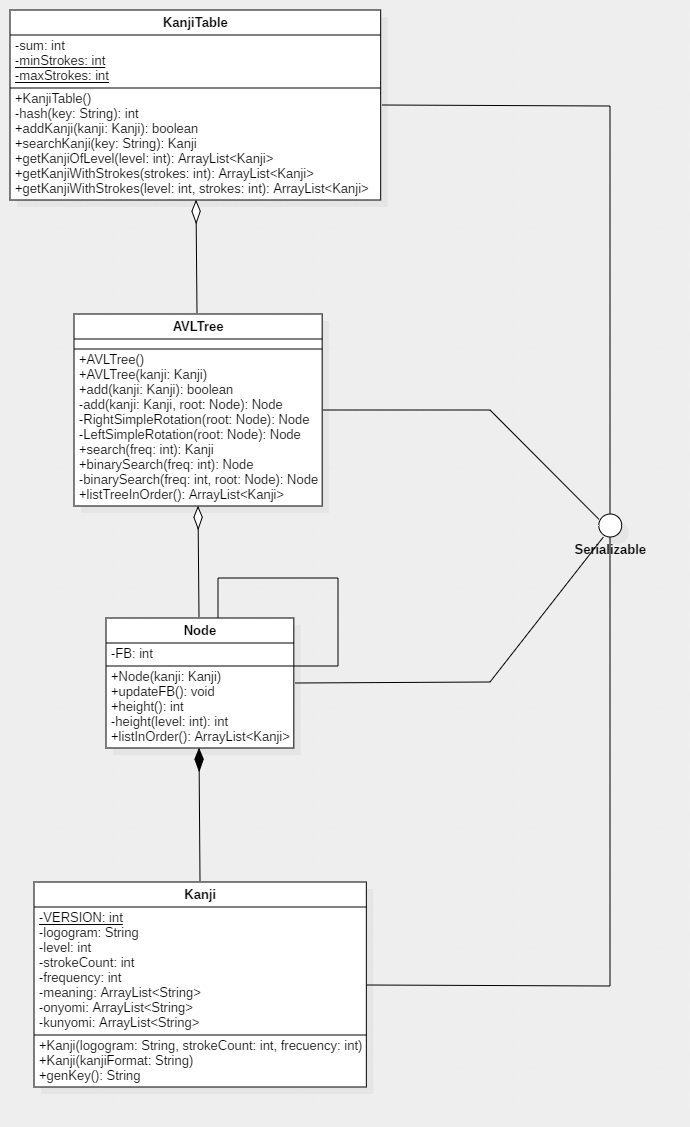 KanjiTable
-sum: int
-minStrokes: int
-maxStrokes: int
+KanjiTable()
-hash(key: String): int
+addKanji(kanji: Kanji): boolean
+searchKanji(key: String): Kanji
+getKanjiOfLevel(level: int): ArrayList<Kanji>
+getKanjiWithStrokes(strokes: int): ArrayList<Kanji>
+getKanjiWithStrokes(level: int, strokes: int): ArrayList<Kanji>
AVLTree
+AVLTree()
+AVLTree(kanji: Kanji)
+add(kanji: Kanji): boolean
-add(kanji: Kanji, root: Node): Node
-RightSimpleRotation(root: Node): Node
-LeftSimpleRotation(root: Node): Node
+search(freq: int): Kanji
+binarySearch(freq: int): Node
-binarySearch(freq: int, root: Node): Node
+listTreeInOrder(): ArrayList<Kanji>
Serializable
Node
-FB: int
+Node(kanji: Kanji)
+updateFB(): void
+height(): int
-height(level: int): int
+listInOrder(): ArrayList<Kanji>
Kanji
-VERSION: int
-logogram: String
-level: int
-strokeCount: int
-frequency: int
-meaning: ArrayList<String>
-onyomi: ArrayList<String>
-kunyomi: ArrayList<String>
+Kanji(logogram: String, strokeCount: int, frecuency: int)
+Kanji(kanjiFormat: String)
+genKey(): String